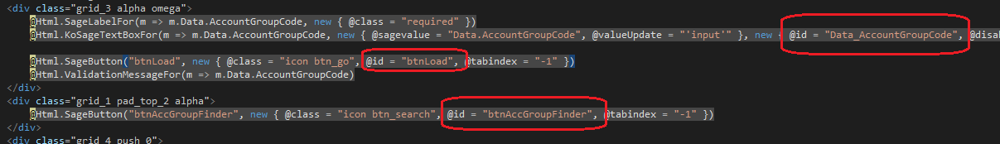 <div class="grid_3 alpha omega">
@Html.SageLabelFor(m => m.Data.AccountGroupCode, new { @class = "required" })
@Html.KoSageTextBoxFor(m => m.Data.AccountGroupCode, new { @sagevalue = "Data.AccountGroupCode", @valueUpdate = "'input'" }, new { @id = "Data_AccountGroupCode", @disa
@Html.SageButton("btnLoad", new { @class = "icon btn_go", @id = "btnLoad", @tabindex = "-1" })
@Html.ValidationMessageFor(m => m.Data.AccountGroupCode)
</div>
<div class="grid_1 pad_top_2 alpha">
@Html.SageButton("btnAccGroupFinder", new { @class = "icon btn_search", @id = "btnAccGroupFinder", @tabindex = "-1" })
</div>
<div class="grid_4 push_0">